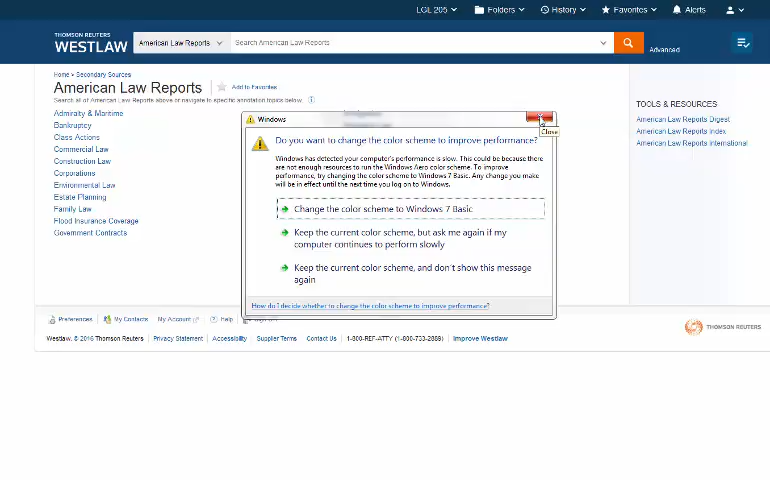 LGL 205 Folders History Favorites Alerts
THOMSON REUTERS
WESTLAW American Law Reports Search American Law Reports Advanced
Home > Secondary Sources
American Law Reports Add to Favorites
Search all of American Law Reports above or navigate to specific annotation topics below.
Admiralty & Maritime
Bankruptcy
Class Actions
Commercial Law
Construction Law
Corporations
Environmental Law
Estate Planning
Family Law
Flood Insurance Coverage
Government Contracts
Windows
Close
Do you want to change the color scheme to improve performance?
Windows has detected your computer's performance is slow. This could be because there
are not enough resources to run the Windows Aero color scheme. To improve
performance, try changing the color scheme to Windows 7 Basic. Any change you make
will be in effect until the next time you log on to Windows.
Change the color scheme to Windows 7 Basic
Keep the current color scheme, but ask me again if my
computer continues to perform slowly
Keep the current color scheme, and don't show this message
again
How do I decide whether to change the color scheme to improve performance?
TOOLS & RESOURCES
American Law Reports Digest
American Law Reports Index
American Law Reports International
Preferences My Contacts My Account Help
THOMSON REUTERS
Westlaw. © 2016 Thomson Reuters Privacy Statement Accessibility Supplier Terms Contact Us 1-800-REF-ATTY (1-800-733-2889) Improve Westlaw